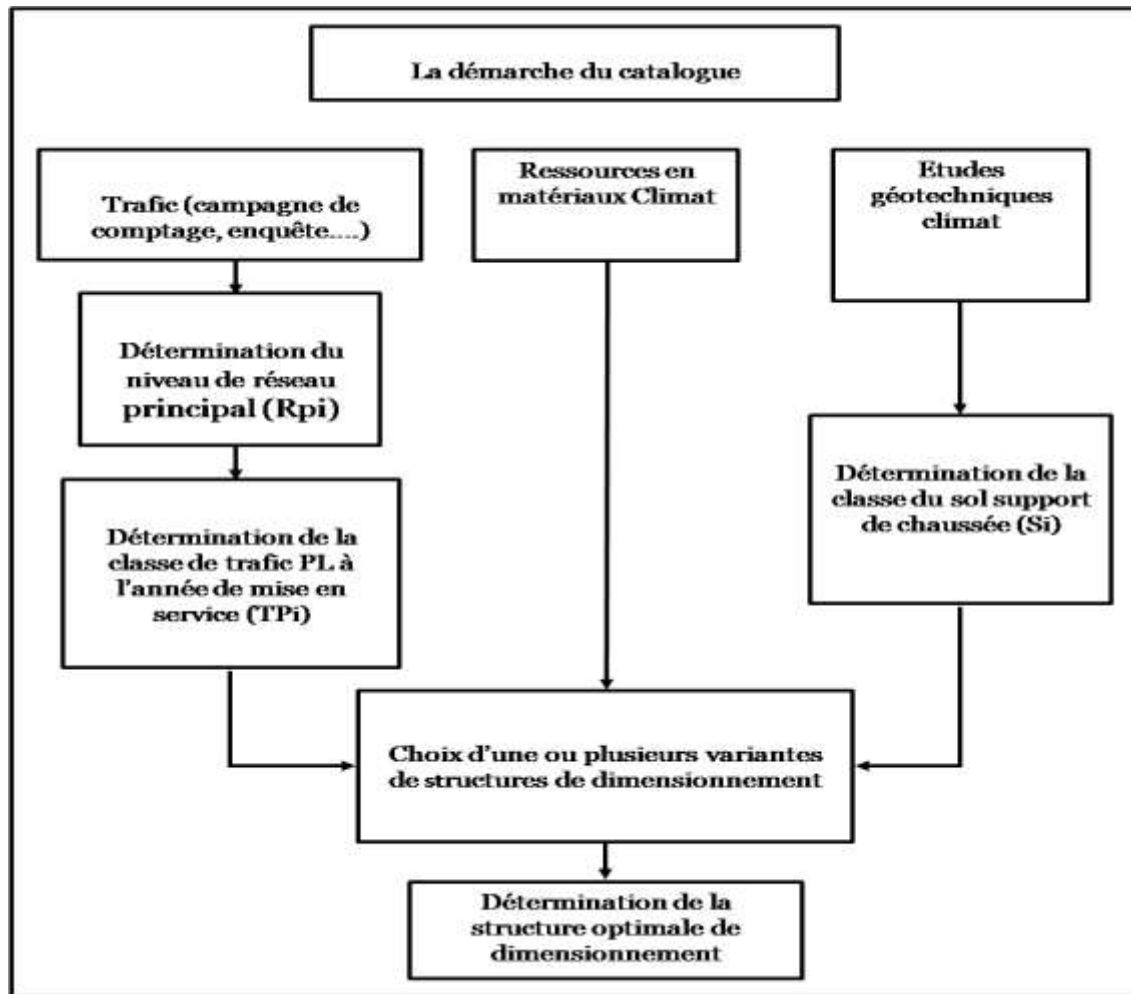 La démarche du catalogue
Trafic (campagne de
comptage, enquête....)
Ressources en
matériaux Climat
Etudes
géotechniques
climat
Détermination du
niveau de réseau
principal (Rpi)
Détermination de la
classe de trafic PL à
l'année de mise en
service (TPi)
Détermination de la
classe du sol support
de chaussée (Si)
Choix d'une ou plusieurs variantes
de structures de dimensionnement
Détermination de la
structure optimale de
dimensionnement